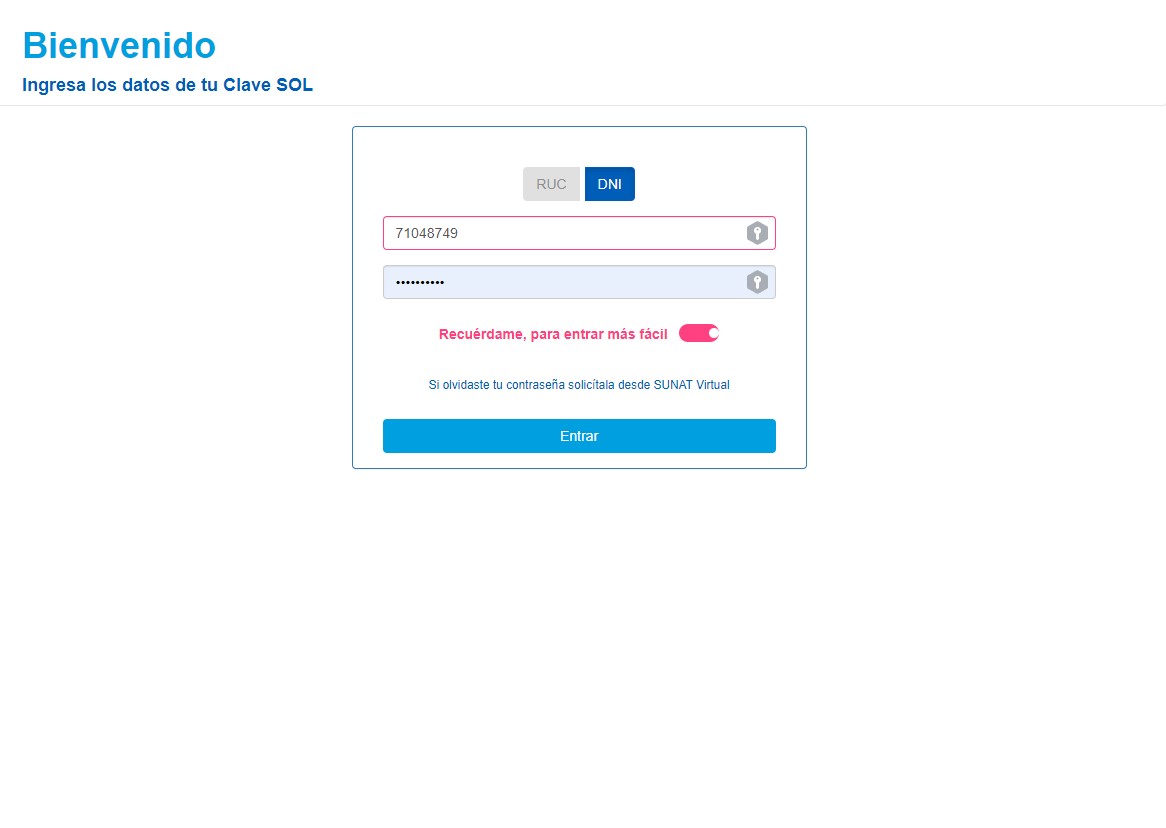 Bienvenido
Ingresa los datos de tu Clave SOL
RUC DNI
71048749
••••••••••
Recuérdame, para entrar más fácil
Si olvidaste tu contraseña solicítala desde SUNAT Virtual
Entrar